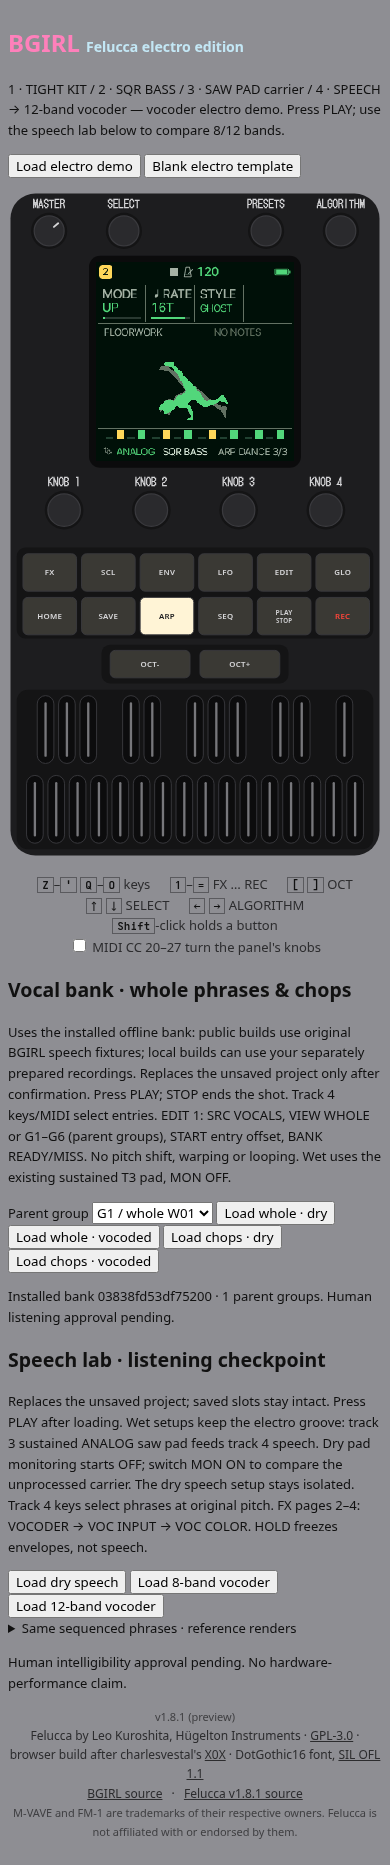 BGIRL Felucca electro edition
1 · TIGHT KIT / 2 · SQR BASS / 3 · SAW PAD carrier / 4 · SPEECH
→ 12-band vocoder — vocoder electro demo. Press PLAY; use
the speech lab below to compare 8/12 bands.
Load electro demo Blank electro template
MASTER SELECT PRESETS ALGORITHM
2 120
MODE RATE STYLE
UP 16T GHOST
FLOORWORK NO NOTES
ANALOG SQR BASS ARP DANCE 3/3
KNOB 1 KNOB 2 KNOB 3 KNOB 4
FX SCL ENV LFO EDIT GLO
HOME SAVE ARP SEQ PLAY STOP REC
OCT- OCT+
Z – ' Q – O keys 1 – = FX … REC [ ] OCT
↑ ↓ SELECT ← → ALGORITHM
Shift -click holds a button
MIDI CC 20–27 turn the panel's knobs
Vocal bank · whole phrases & chops
Uses the installed offline bank: public builds use original
BGIRL speech fixtures; local builds can use your separately
prepared recordings. Replaces the unsaved project only after
confirmation. Press PLAY; STOP ends the shot. Track 4
keys/MIDI select entries. EDIT 1: SRC VOCALS, VIEW WHOLE
or G1–G6 (parent groups), START entry offset, BANK
READY/MISS. No pitch shift, warping or looping. Wet uses the
existing sustained T3 pad, MON OFF.
Parent group G1 / whole W01 Load whole · dry
Load whole · vocoded Load chops · dry
Load chops · vocoded
Installed bank 03838fd53df75200 · 1 parent groups. Human
listening approval pending.
Speech lab · listening checkpoint
Replaces the unsaved project; saved slots stay intact. Press
PLAY after loading. Wet setups keep the electro groove: track
3 sustained ANALOG saw pad feeds track 4 speech. Dry pad
monitoring starts OFF; switch MON ON to compare the
unprocessed carrier. The dry speech setup stays isolated.
Track 4 keys select phrases at original pitch. FX pages 2–4:
VOCODER → VOC INPUT → VOC COLOR. HOLD freezes
envelopes, not speech.
Load dry speech Load 8-band vocoder
Load 12-band vocoder
▶ Same sequenced phrases · reference renders
Human intelligibility approval pending. No hardware-
performance claim.
v1.8.1 (preview)
Felucca by Leo Kuroshita, Hügelton Instruments · GPL-3.0 ·
browser build after charlesvestal's X0X · DotGothic16 font, SIL OFL
1.1
BGIRL source · Felucca v1.8.1 source
M-VAVE and FM-1 are trademarks of their respective owners. Felucca is
not affiliated with or endorsed by them.